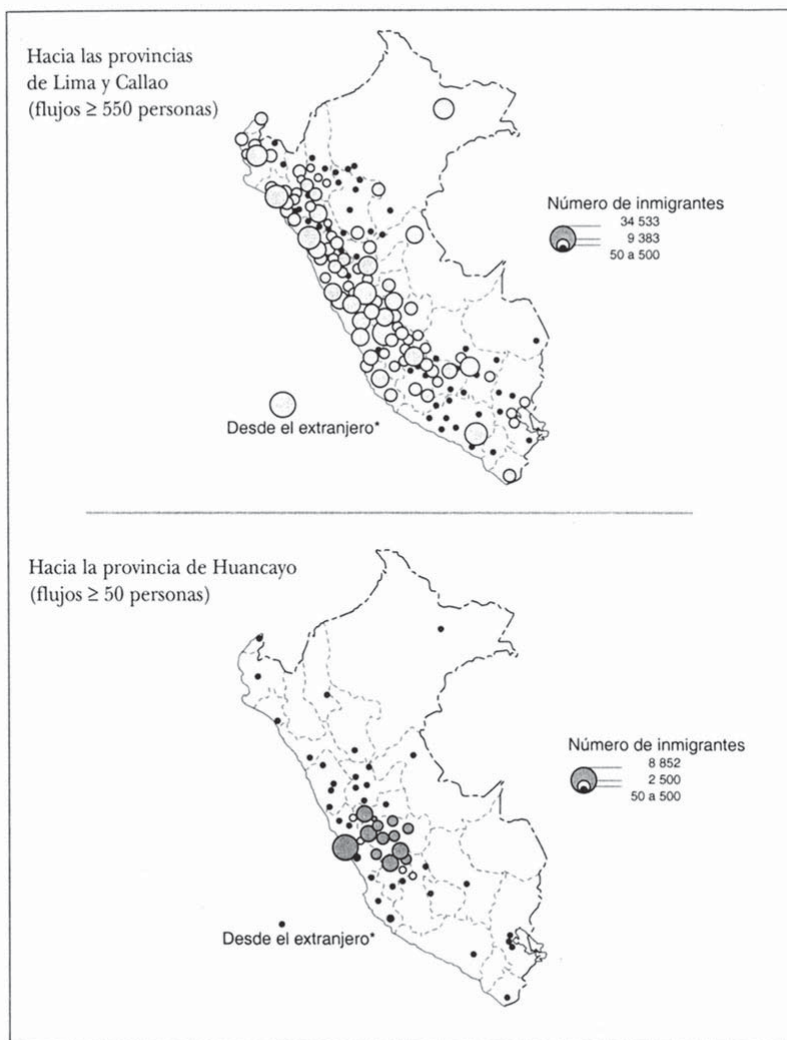 Hacia las provincias
de Lima y Callao
(flujos ≥ 550 personas)
Número de inmigrantes
34 533
9 383
50 a 500
Desde el extranjero*
Hacia la provincia de Huancayo
(flujos ≥ 50 personas)
Número de inmigrantes
8 852
2 500
50 a 500
Desde el extranjero*